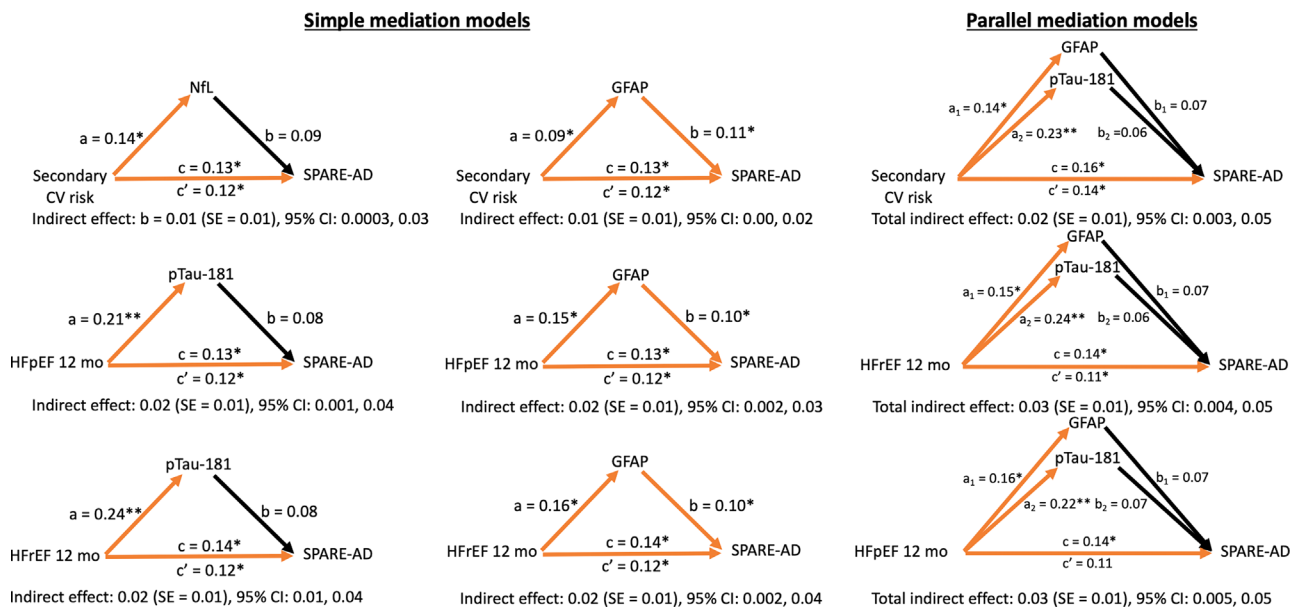 Simple mediation models
NfL
a = 0.14*
b = 0.09
Secondary
CV risk
c = 0.13*
c’ = 0.12*
SPARE-AD
Indirect effect: b = 0.01 (SE = 0.01), 95% CI: 0.0003, 0.03
GFAP
a = 0.09*
b = 0.11*
Secondary
CV risk
c = 0.13*
c’ = 0.12*
SPARE-AD
Indirect effect: 0.01 (SE = 0.01), 95% CI: 0.00, 0.02
pTau-181
a = 0.21**
b = 0.08
HFpEF 12 mo
c = 0.13*
c’ = 0.12*
SPARE-AD
Indirect effect: 0.02 (SE = 0.01), 95% CI: 0.001, 0.04
GFAP
a = 0.15*
b = 0.10*
HFpEF 12 mo
c = 0.13*
c’ = 0.12*
SPARE-AD
Indirect effect: 0.02 (SE = 0.01), 95% CI: 0.002, 0.03
pTau-181
a = 0.24**
b = 0.08
HFrEF 12 mo
c = 0.14*
c’ = 0.12*
SPARE-AD
Indirect effect: 0.02 (SE = 0.01), 95% CI: 0.01, 0.04
GFAP
a = 0.16*
b = 0.10*
HFrEF 12 mo
c = 0.14*
c’ = 0.12*
SPARE-AD
Indirect effect: 0.02 (SE = 0.01), 95% CI: 0.002, 0.04
Parallel mediation models
GFAP
pTau-181
a₁ = 0.14*
b₁ = 0.07
a₂ = 0.23**
b₂ =0.06
Secondary
CV risk
c = 0.16*
c’ = 0.14*
SPARE-AD
Total indirect effect: 0.02 (SE = 0.01), 95% CI: 0.003, 0.05
GFAP
pTau-181
a₁ = 0.15*
b₁ = 0.07
a₂ = 0.24**
b₂ = 0.06
HFrEF 12 mo
c = 0.14*
c’ = 0.11*
SPARE-AD
Total indirect effect: 0.03 (SE = 0.01), 95% CI: 0.004, 0.05
GFAP
pTau-181
a₁ = 0.16*
b₁ = 0.07
a₂ = 0.22**
b₂ = 0.07
HFpEF 12 mo
c = 0.14*
c’ = 0.11
SPARE-AD
Total indirect effect: 0.03 (SE = 0.01), 95% CI: 0.005, 0.05